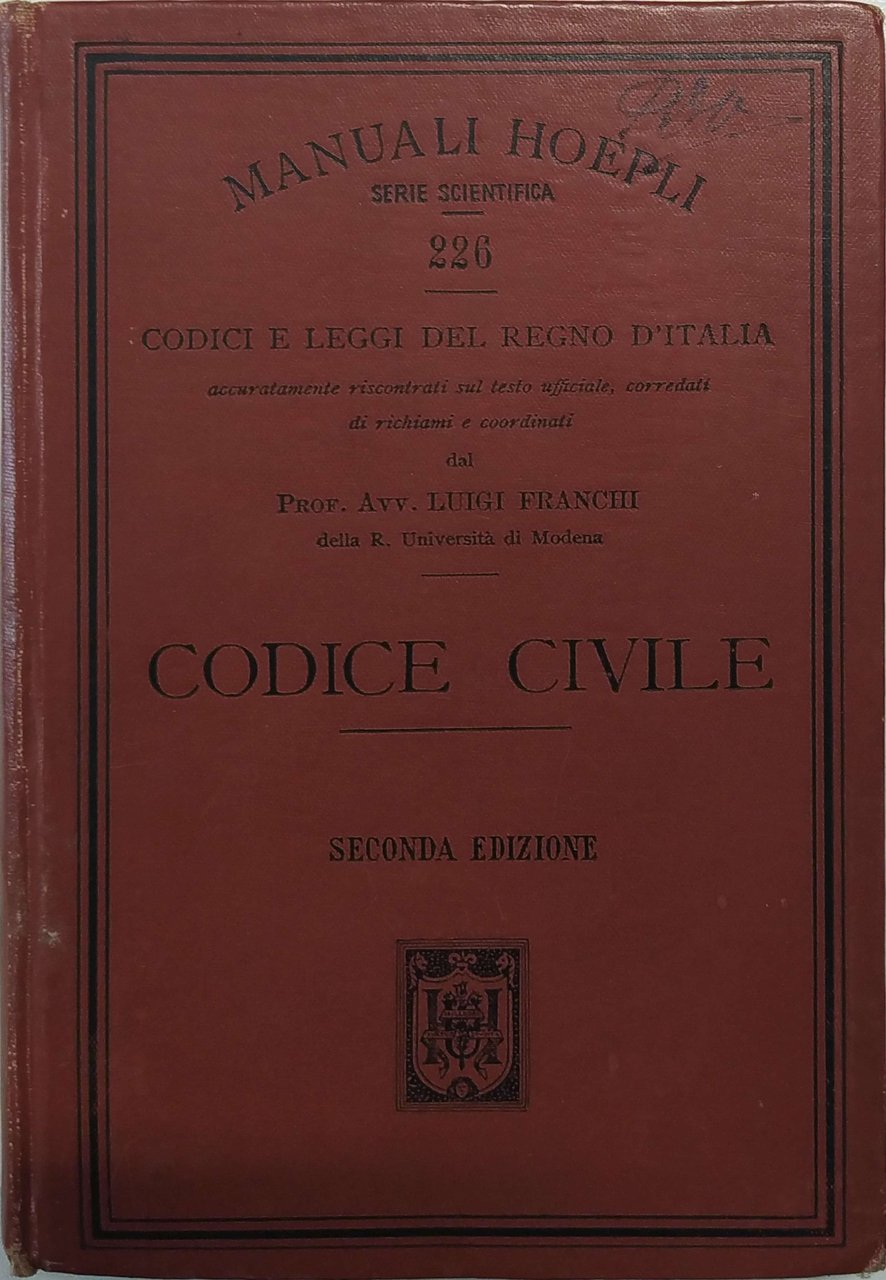 MANUALI HOEPLI
SERIE SCIENTIFICA
226
CODICI E LEGGI DEL REGNO D'ITALIA
accuratamente riscontrati sul testo ufficiale, corredati
di richiami e coordinati
dal
PROF. AVV. LUIGI FRANCHI
della R. Università di Modena
CODICE CIVILE
SECONDA EDIZIONE